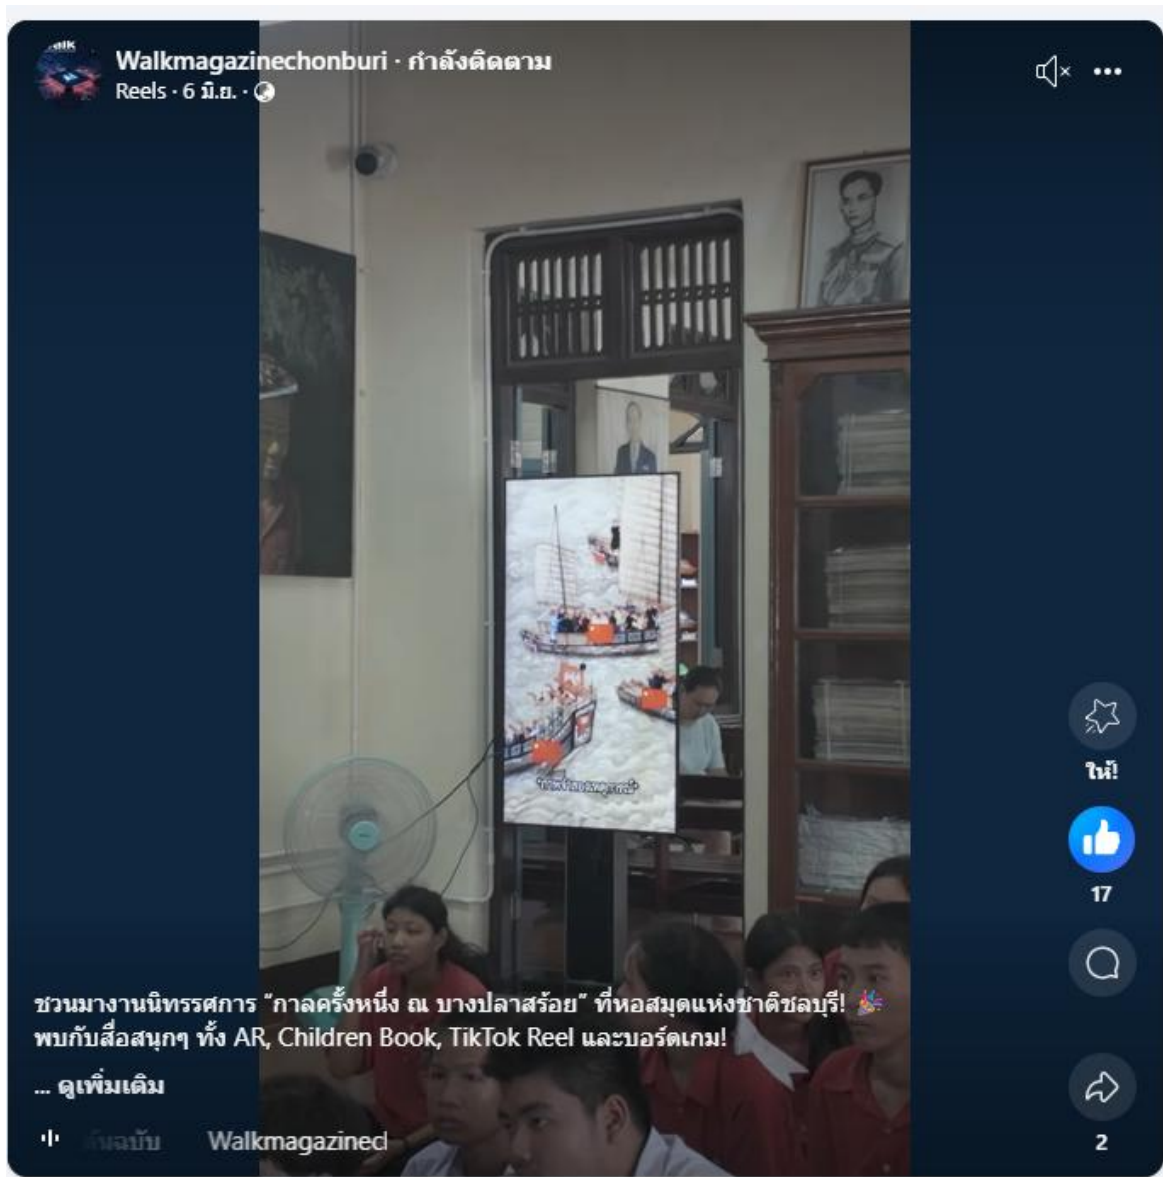 Walkmagazinechonburi · กำลังติดตาม
Reels · 6 มิ.ย. ·
ให้!
17
ชวนมางานนิทรรศการ “กาลครั้งหนึ่ง ณ บางปลาสร้อย” ที่หอสมุดแห่งชาติชลบุรี! 🎉
พบกับสื่อสนุกๆ ทั้ง AR, Children Book, TikTok Reel และบอร์ดเกม!
... ดูเพิ่มเติม
ต้นฉบับ Walkmagazinecl
2